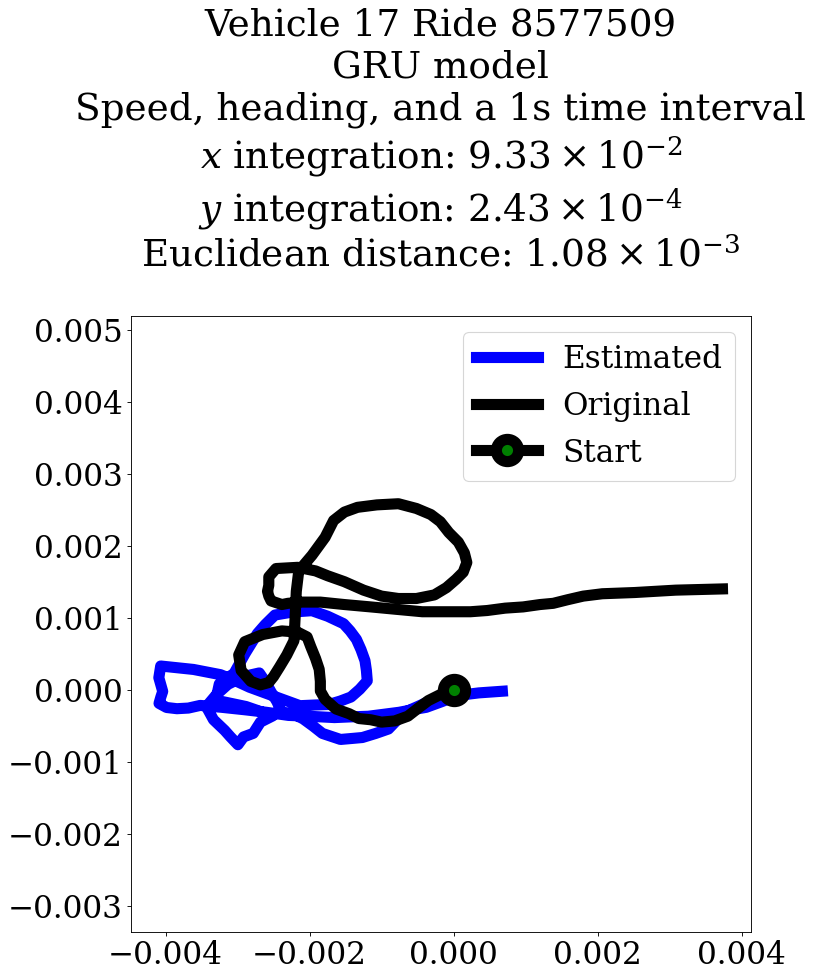 Vehicle 17 Ride 8577509
GRU model
Speed, heading, and a 1s time interval
x integration: 9.33 × 10⁻²
y integration: 2.43 × 10⁻⁴
Euclidean distance: 1.08 × 10⁻³
Estimated
Original
Start
0.005
0.004
0.003
0.002
0.001
0.000
−0.001
−0.002
−0.003
−0.004 −0.002 0.000 0.002 0.004